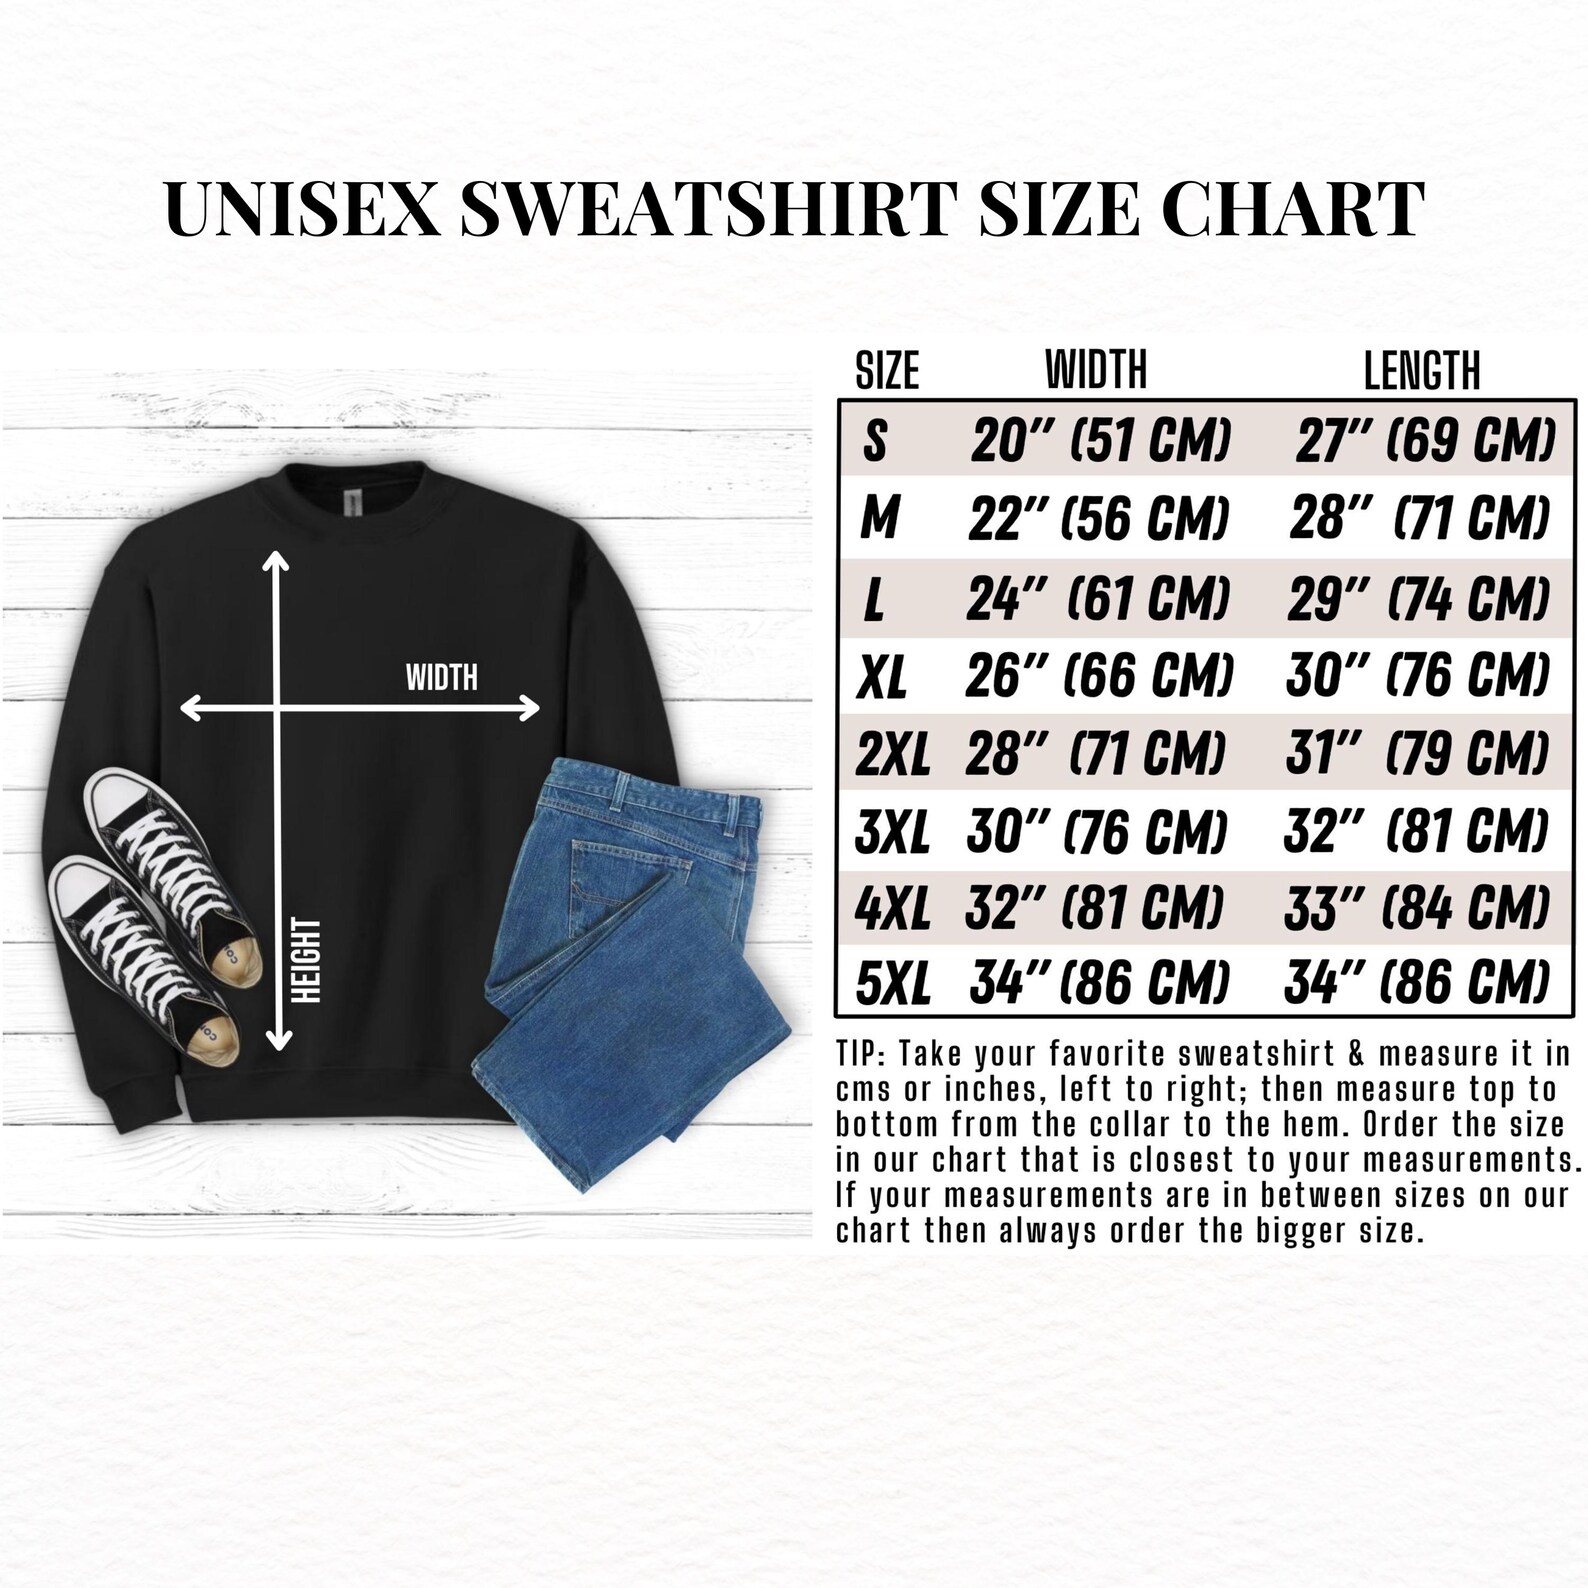 UNISEX SWEATSHIRT SIZE CHART
SIZE WIDTH LENGTH
S 20" (51 CM) 27" (69 CM)
M 22" (56 CM) 28" (71 CM)
L 24" (61 CM) 29" (74 CM)
XL 26" (66 CM) 30" (76 CM)
2XL 28" (71 CM) 31" (79 CM)
3XL 30" (76 CM) 32" (81 CM)
4XL 32" (81 CM) 33" (84 CM)
5XL 34" (86 CM) 34" (86 CM)
WIDTH
HEIGHT
TIP: Take your favorite sweatshirt & measure it in
cms or inches, left to right; then measure top to
bottom from the collar to the hem. Order the size
in our chart that is closest to your measurements.
If your measurements are in between sizes on our
chart then always order the bigger size.